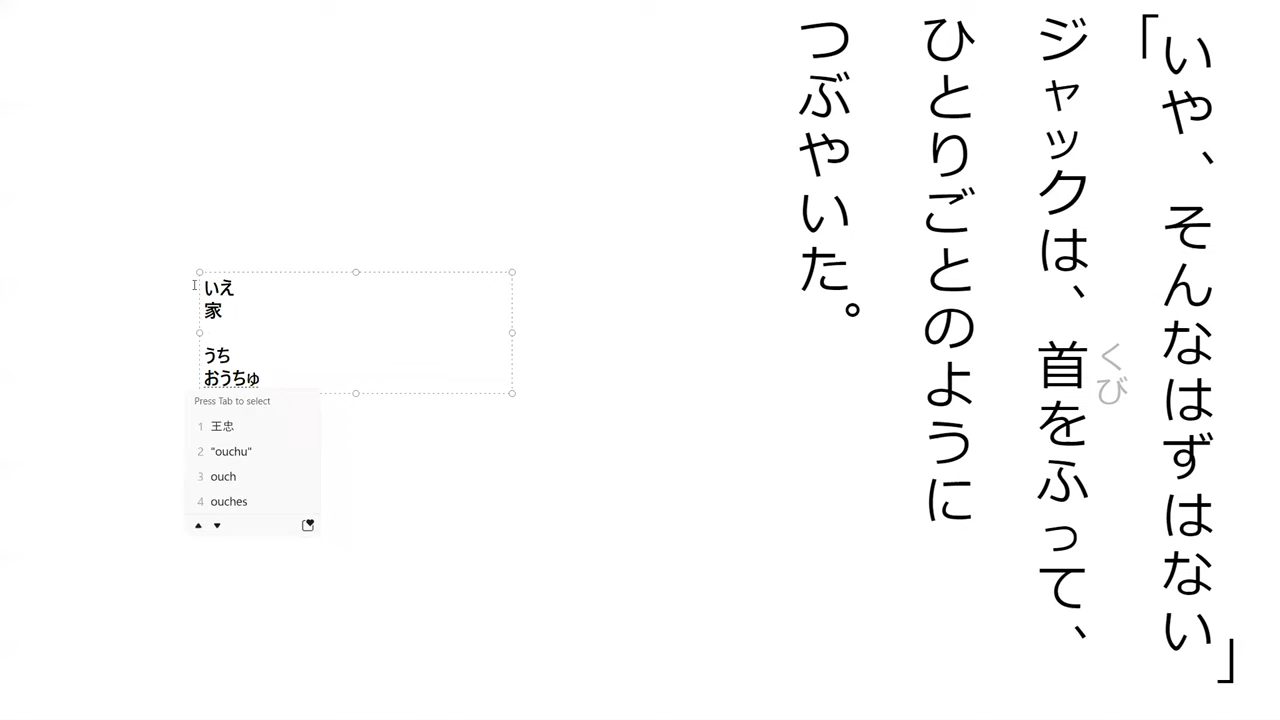 「いや、そんなはずはない」
ジャックは、首をふって、
くび
ひとりごとのように
つぶやいた。
いえ
家
うち
おうちゅ
Press Tab to select
1 王忠
2 "ouchu"
3 ouch
4 ouches